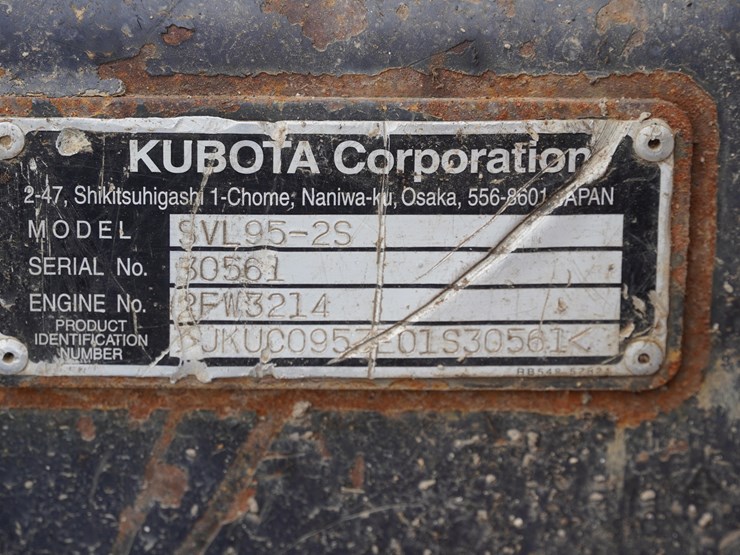 KUBOTA Corporation
2-47, Shikitsuhigashi 1-Chome, Naniwa-ku, Osaka, 556-8601 JAPAN
MODEL SVL95-2S
SERIAL No. 30561
ENGINE No. 2FW3214
PRODUCT IDENTIFICATION NUMBER